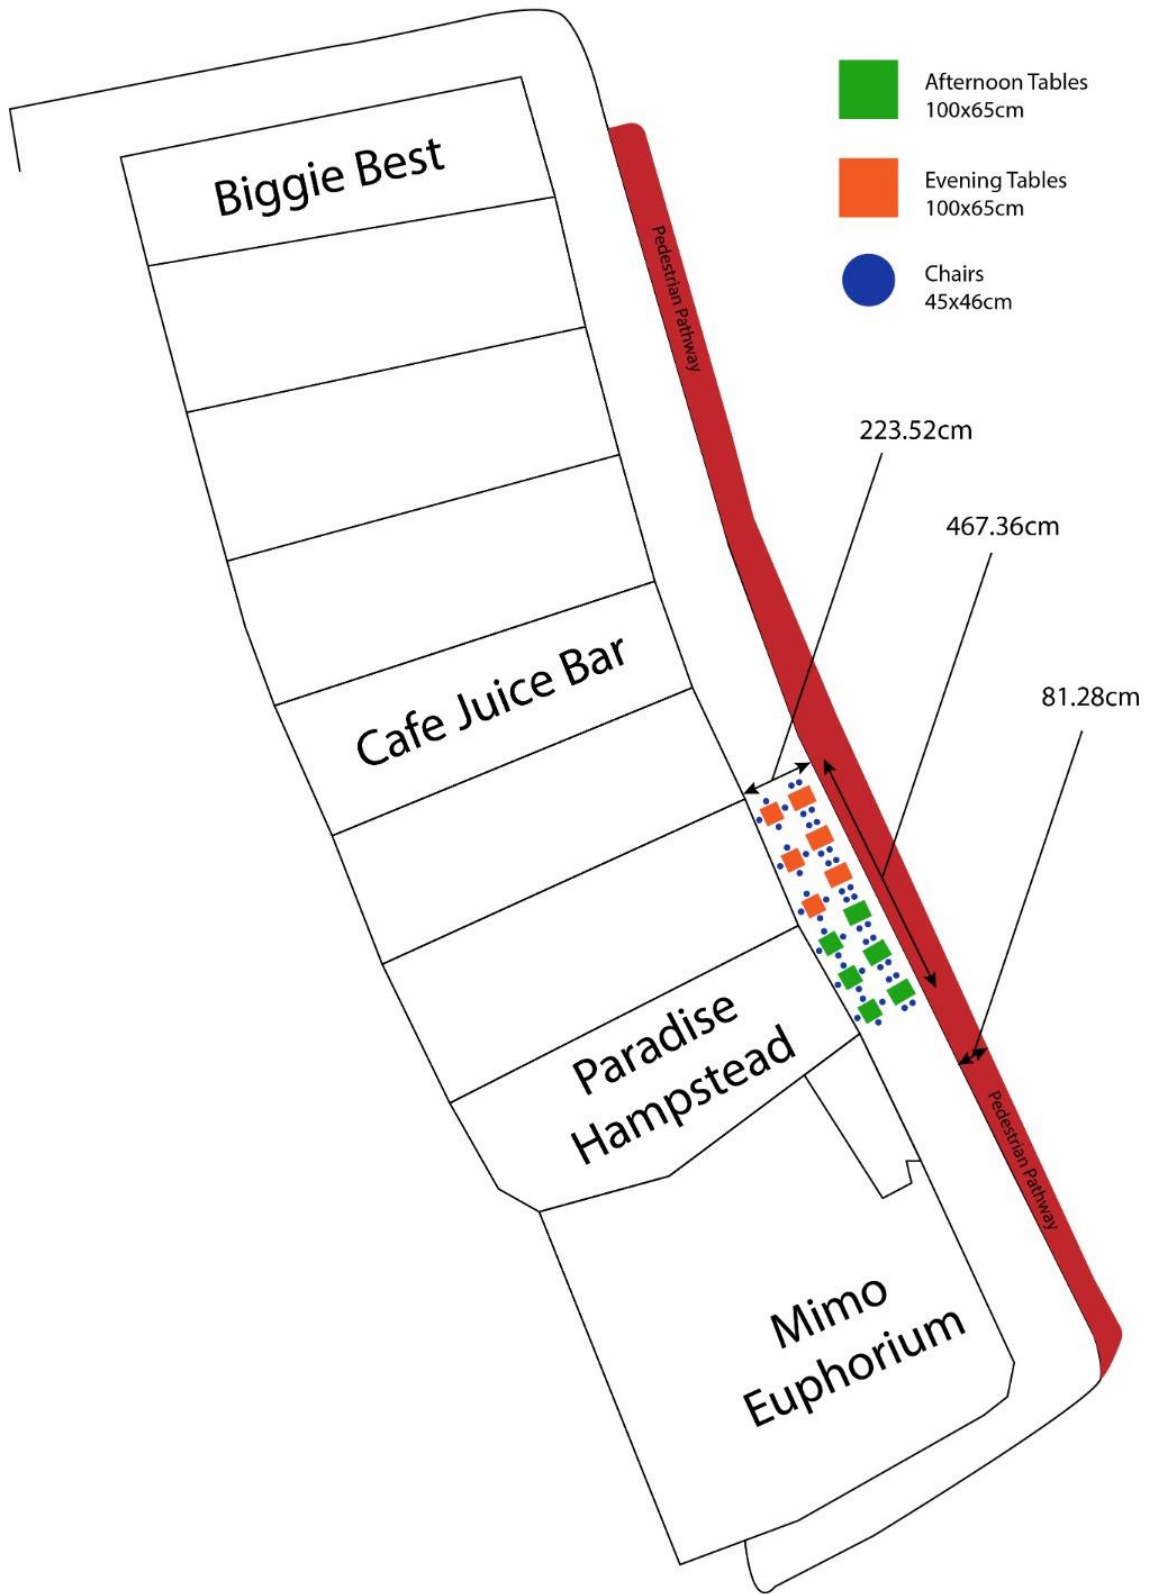 Afternoon Tables
100x65cm
Biggie Best
Evening Tables
100x65cm
Pedestrian Pathway
Chairs
45x46cm
223.52cm
467.36cm
Cafe Juice Bar
81.28cm
Paradise
Hampstead
Pedestrian Pathway
Mimo
Euphorium